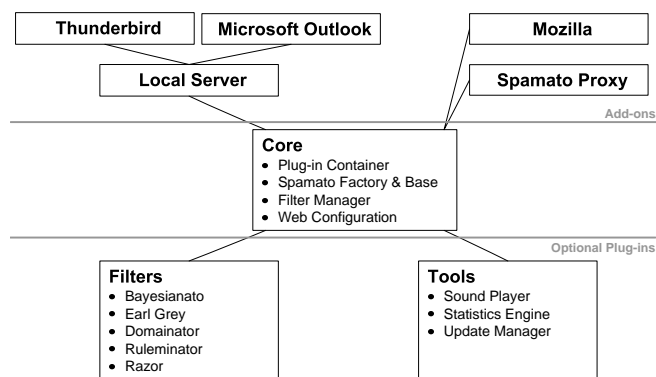 Thunderbird
Microsoft Outlook
Mozilla
Local Server
Spamato Proxy
Add-ons
Core
• Plug-in Container
• Spamato Factory & Base
• Filter Manager
• Web Configuration
Optional Plug-ins
Filters
• Bayesianato
• Earl Grey
• Domainator
• Ruleminator
• Razor
Tools
• Sound Player
• Statistics Engine
• Update Manager